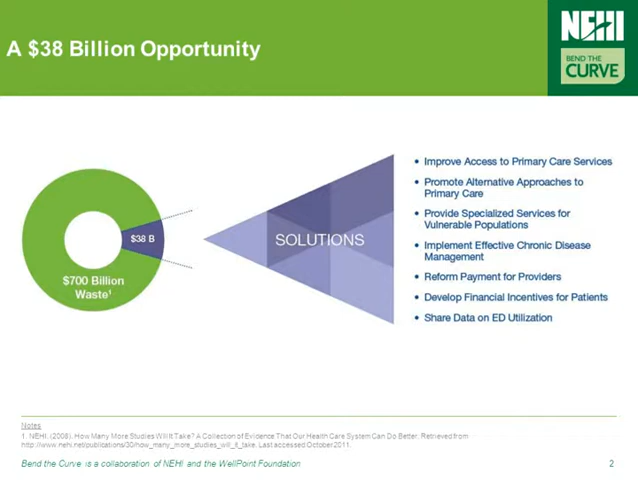 A $38 Billion Opportunity
NEHI
BEND THE
CURVE
$38 B
$700 Billion
Waste¹
SOLUTIONS
• Improve Access to Primary Care Services
• Promote Alternative Approaches to
Primary Care
• Provide Specialized Services for
Vulnerable Populations
• Implement Effective Chronic Disease
Management
• Reform Payment for Providers
• Develop Financial Incentives for Patients
• Share Data on ED Utilization
Notes
1. NEHI. (2008). How Many More Studies Will It Take? A Collection of Evidence That Our Health Care System Can Do Better. Retrieved from
http://www.nehi.net/publications/30/how_many_more_studies_will_it_take. Last accessed October 2011.
Bend the Curve is a collaboration of NEHI and the WellPoint Foundation
2